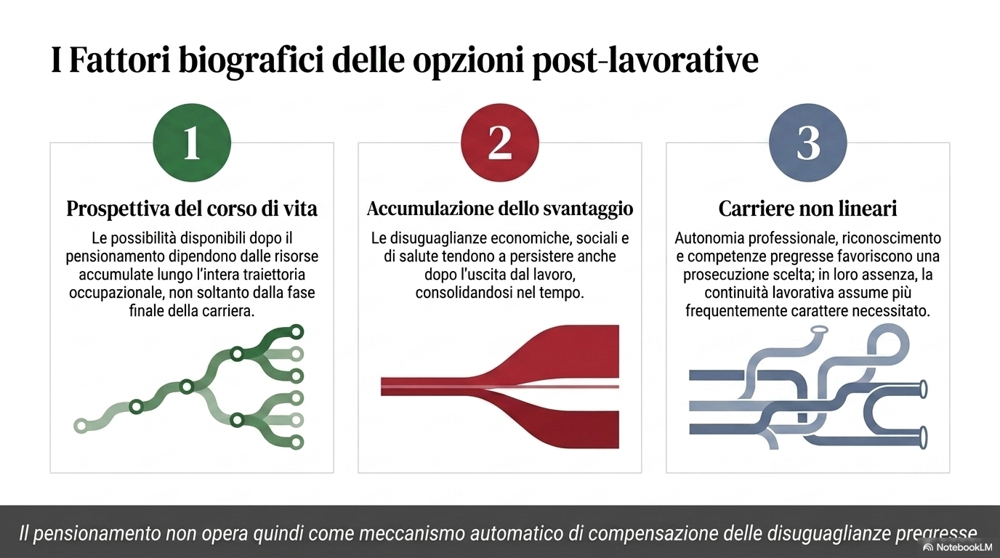 I Fattori biografici delle opzioni post-lavorative
1
Prospettiva del corso di vita
Le possibilità disponibili dopo il
pensionamento dipendono dalle risorse
accumulate lungo l'intera traiettoria
occupazionale, non soltanto dalla fase
finale della carriera.
2
Accumulazione dello svantaggio
Le disuguaglianze economiche, sociali e
di salute tendono a persistere anche
dopo l'uscita dal lavoro,
consolidandosi nel tempo.
3
Carriere non lineari
Autonomia professionale, riconoscimento
e competenze pregresse favoriscono una
prosecuzione scelta; in loro assenza, la
continuità lavorativa assume più
frequentemente carattere necessitato.
Il pensionamento non opera quindi come meccanismo automatico di compensazione delle disuguaglianze pregresse
NotebookLM